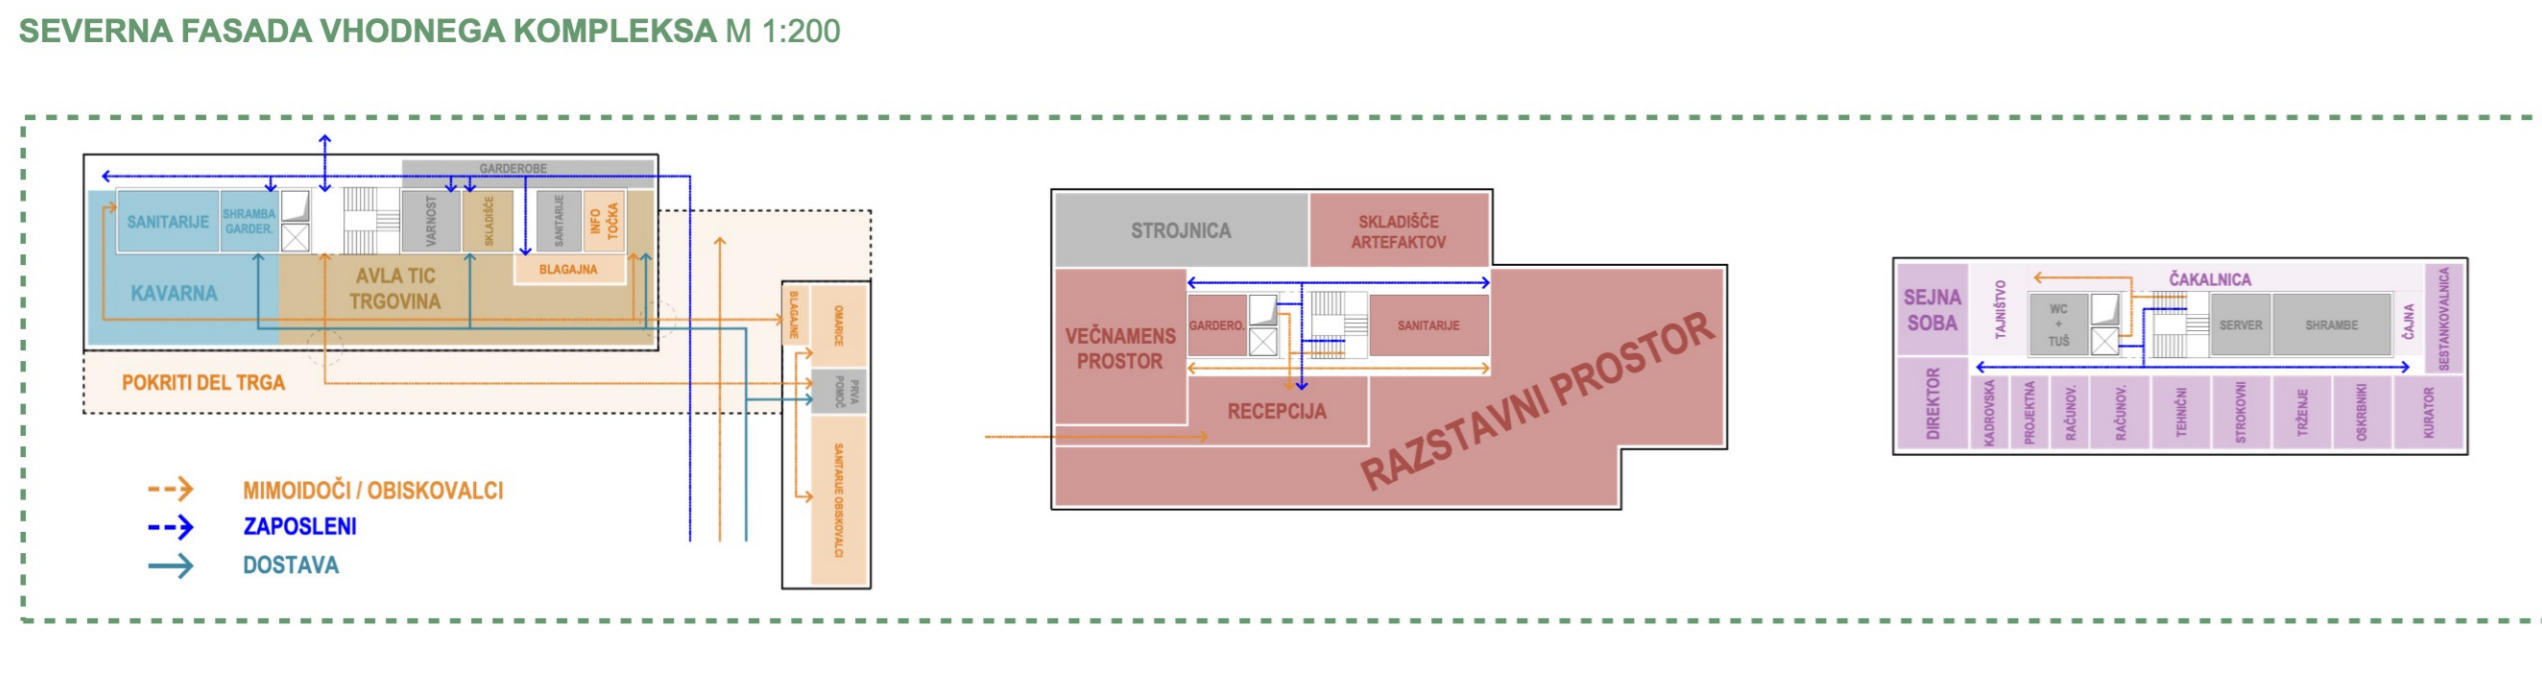 SEVERNA FASADA VHODNEGA KOMPLEKSA M 1:200
GARDEROBE
SANITARIJE
SHRAMBA
GARDER.
VARNOST
SKLADIŠČE
SANITARIJE
INFO
TOČKA
BLAGAJNA
KAVARNA
AVLA TIC
TRGOVINA
POKRITI DEL TRGA
BLAGAJNE
OMARICE
PRVA
POMOČ
SANITARIJE OBISKOVALCI
MIMOIDOČI / OBISKOVALCI
ZAPOSLENI
DOSTAVA
STROJNICA
SKLADIŠČE
ARTEFAKTOV
VEČNAMENS
PROSTOR
GARDERO.
SANITARIJE
RECEPCIJA
RAZSTAVNI PROSTOR
SEJNA
SOBA
TAJNIŠTVO
ČAKALNICA
WC
+
TUŠ
SERVER
SHRAMBE
ČAJNA
SESTANKOVALNICA
DIREKTOR
KADROVSKA
PROJEKTNA
RAČUNOV.
RAČUNOV.
TEHNIČNI
STROKOVNI
TRŽENJE
OSKRBNIKI
KURATOR